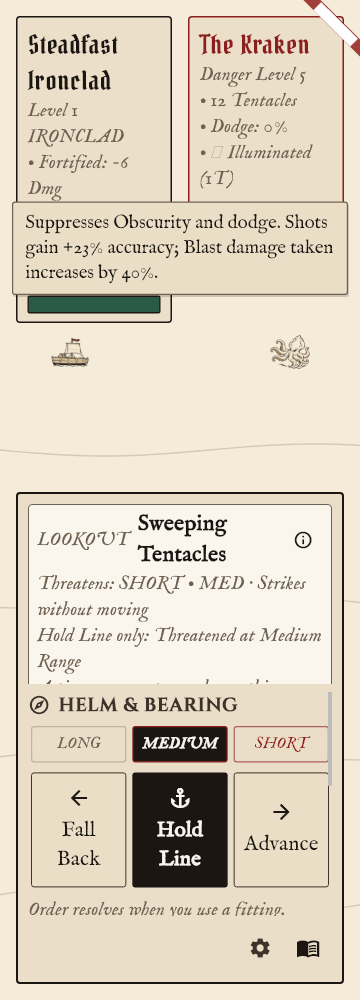 Steadfast
Ironclad
Level 1
IRONCLAD
• Fortified: -6
Dmg
The Kraken
Danger Level 5
• 12 Tentacles
• Dodge: 0%
• Illuminated
(1T)
Suppresses Obscurity and dodge. Shots
gain +23% accuracy; Blast damage taken
increases by 40%.
LOOKOUT Sweeping
Tentacles
Threatens: SHORT • MED · Strikes
without moving
Hold Line only: Threatened at Medium
Range
HELM & BEARING
LONG MEDIUM SHORT
Fall
Back
Hold
Line
Advance
Order resolves when you use a fitting.